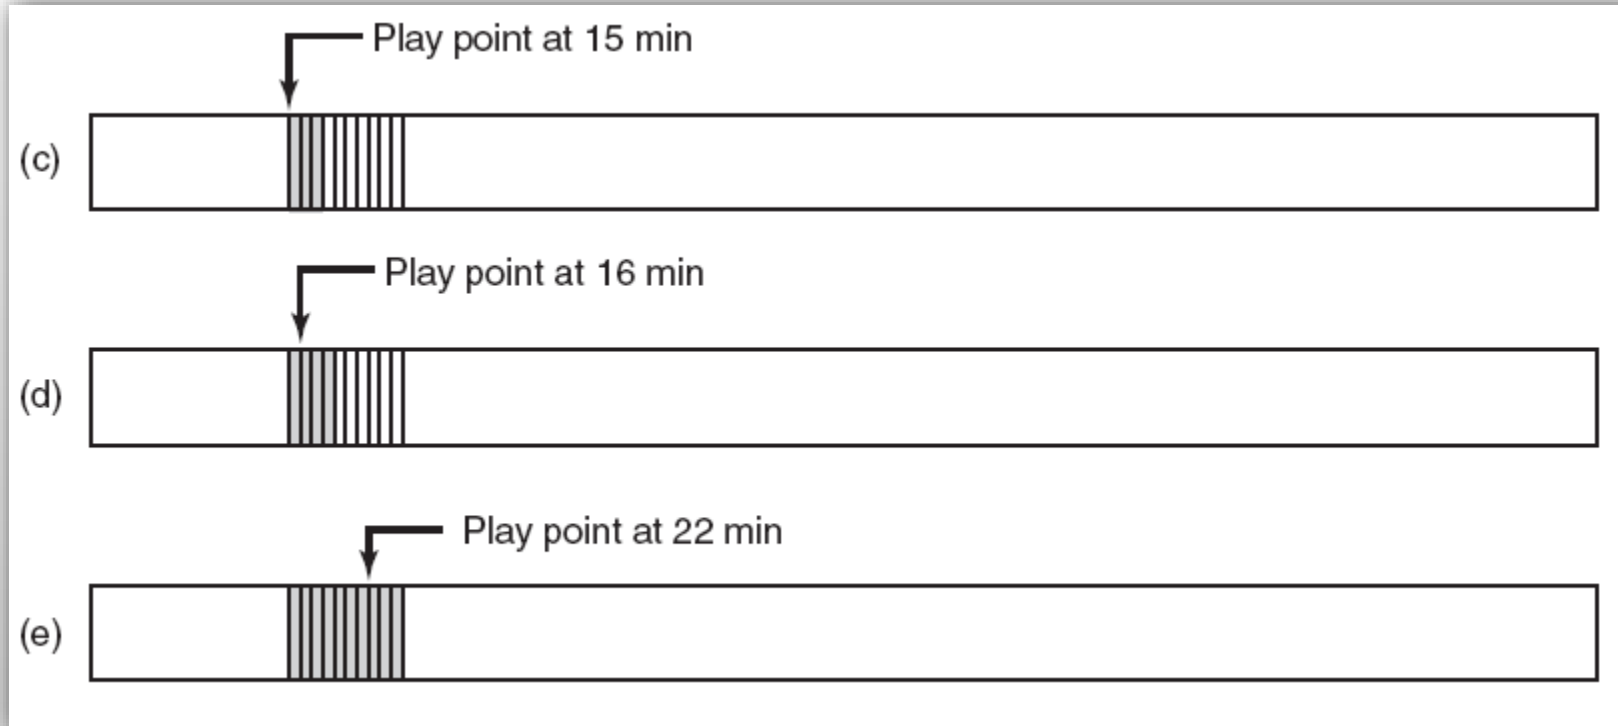 Play point at 15 min
(c)
Play point at 16 min
(d)
Play point at 22 min
(e)